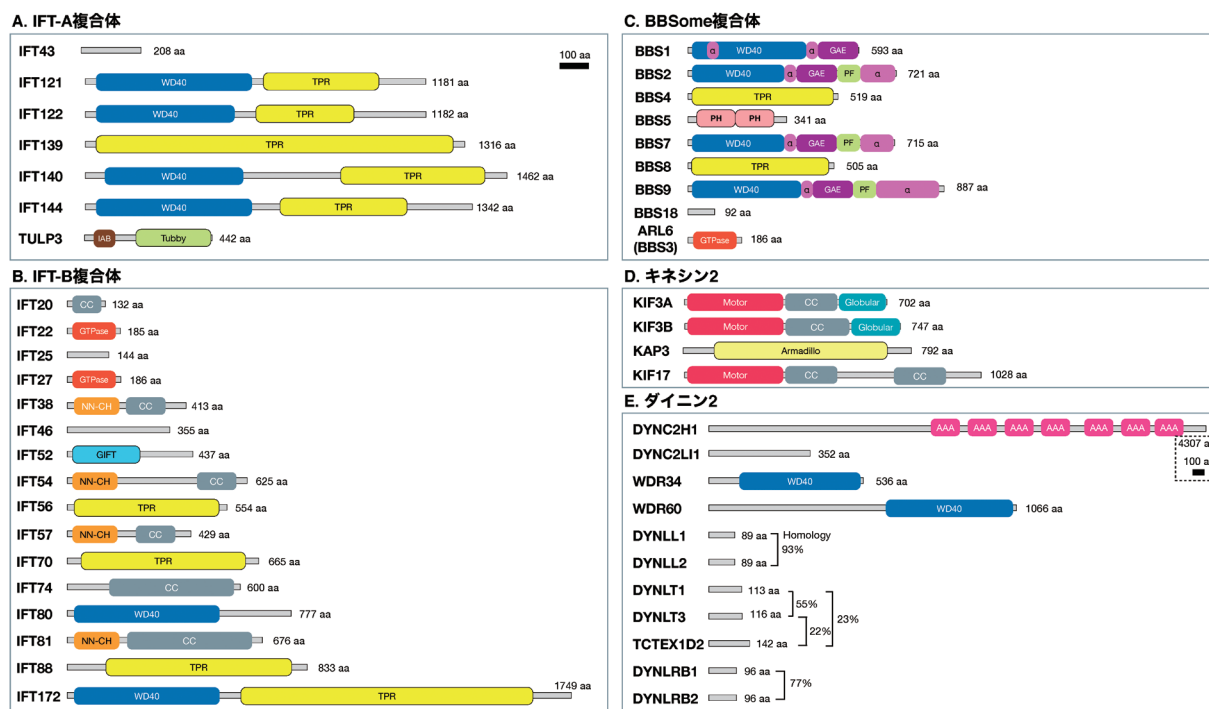 A. IFT-A複合体
IFT43 208 aa
100 aa
IFT121 WD40 TPR 1181 aa
IFT122 WD40 TPR 1182 aa
IFT139 TPR 1316 aa
IFT140 WD40 TPR 1462 aa
IFT144 WD40 TPR 1342 aa
TULP3 IAB Tubby 442 aa
B. IFT-B複合体
IFT20 CC 132 aa
IFT22 GTPase 185 aa
IFT25 144 aa
IFT27 GTPase 186 aa
IFT38 NN-CH CC 413 aa
IFT46 355 aa
IFT52 GIFT 437 aa
IFT54 NN-CH CC 625 aa
IFT56 TPR 554 aa
IFT57 NN-CH CC 429 aa
IFT70 TPR 665 aa
IFT74 CC 600 aa
IFT80 WD40 777 aa
IFT81 NN-CH CC 676 aa
IFT88 TPR 833 aa
IFT172 WD40 TPR 1749 aa
C. BBSome複合体
BBS1 α WD40 α GAE 593 aa
BBS2 WD40 α GAE PF α 721 aa
BBS4 TPR 519 aa
BBS5 PH PH 341 aa
BBS7 WD40 α GAE PF α 715 aa
BBS8 TPR 505 aa
BBS9 WD40 α GAE PF α 887 aa
BBS18 92 aa
ARL6
(BBS3) GTPase 186 aa
D. キネシン2
KIF3A Motor CC Globular 702 aa
KIF3B Motor CC Globular 747 aa
KAP3 Armadillo 792 aa
KIF17 Motor CC CC 1028 aa
E. ダイニン2
DYNC2H1 AAA AAA AAA AAA AAA AAA AAA
4307 a
DYNC2LI1 352 aa
100 a
WDR34 WD40 536 aa
WDR60 WD40 1066 aa
DYNLL1 89 aa Homology
93%
DYNLL2 89 aa
DYNLT1 113 aa
55%
DYNLT3 116 aa 23%
22%
TCTEX1D2 142 aa
DYNLRB1 96 aa
77%
DYNLRB2 96 aa